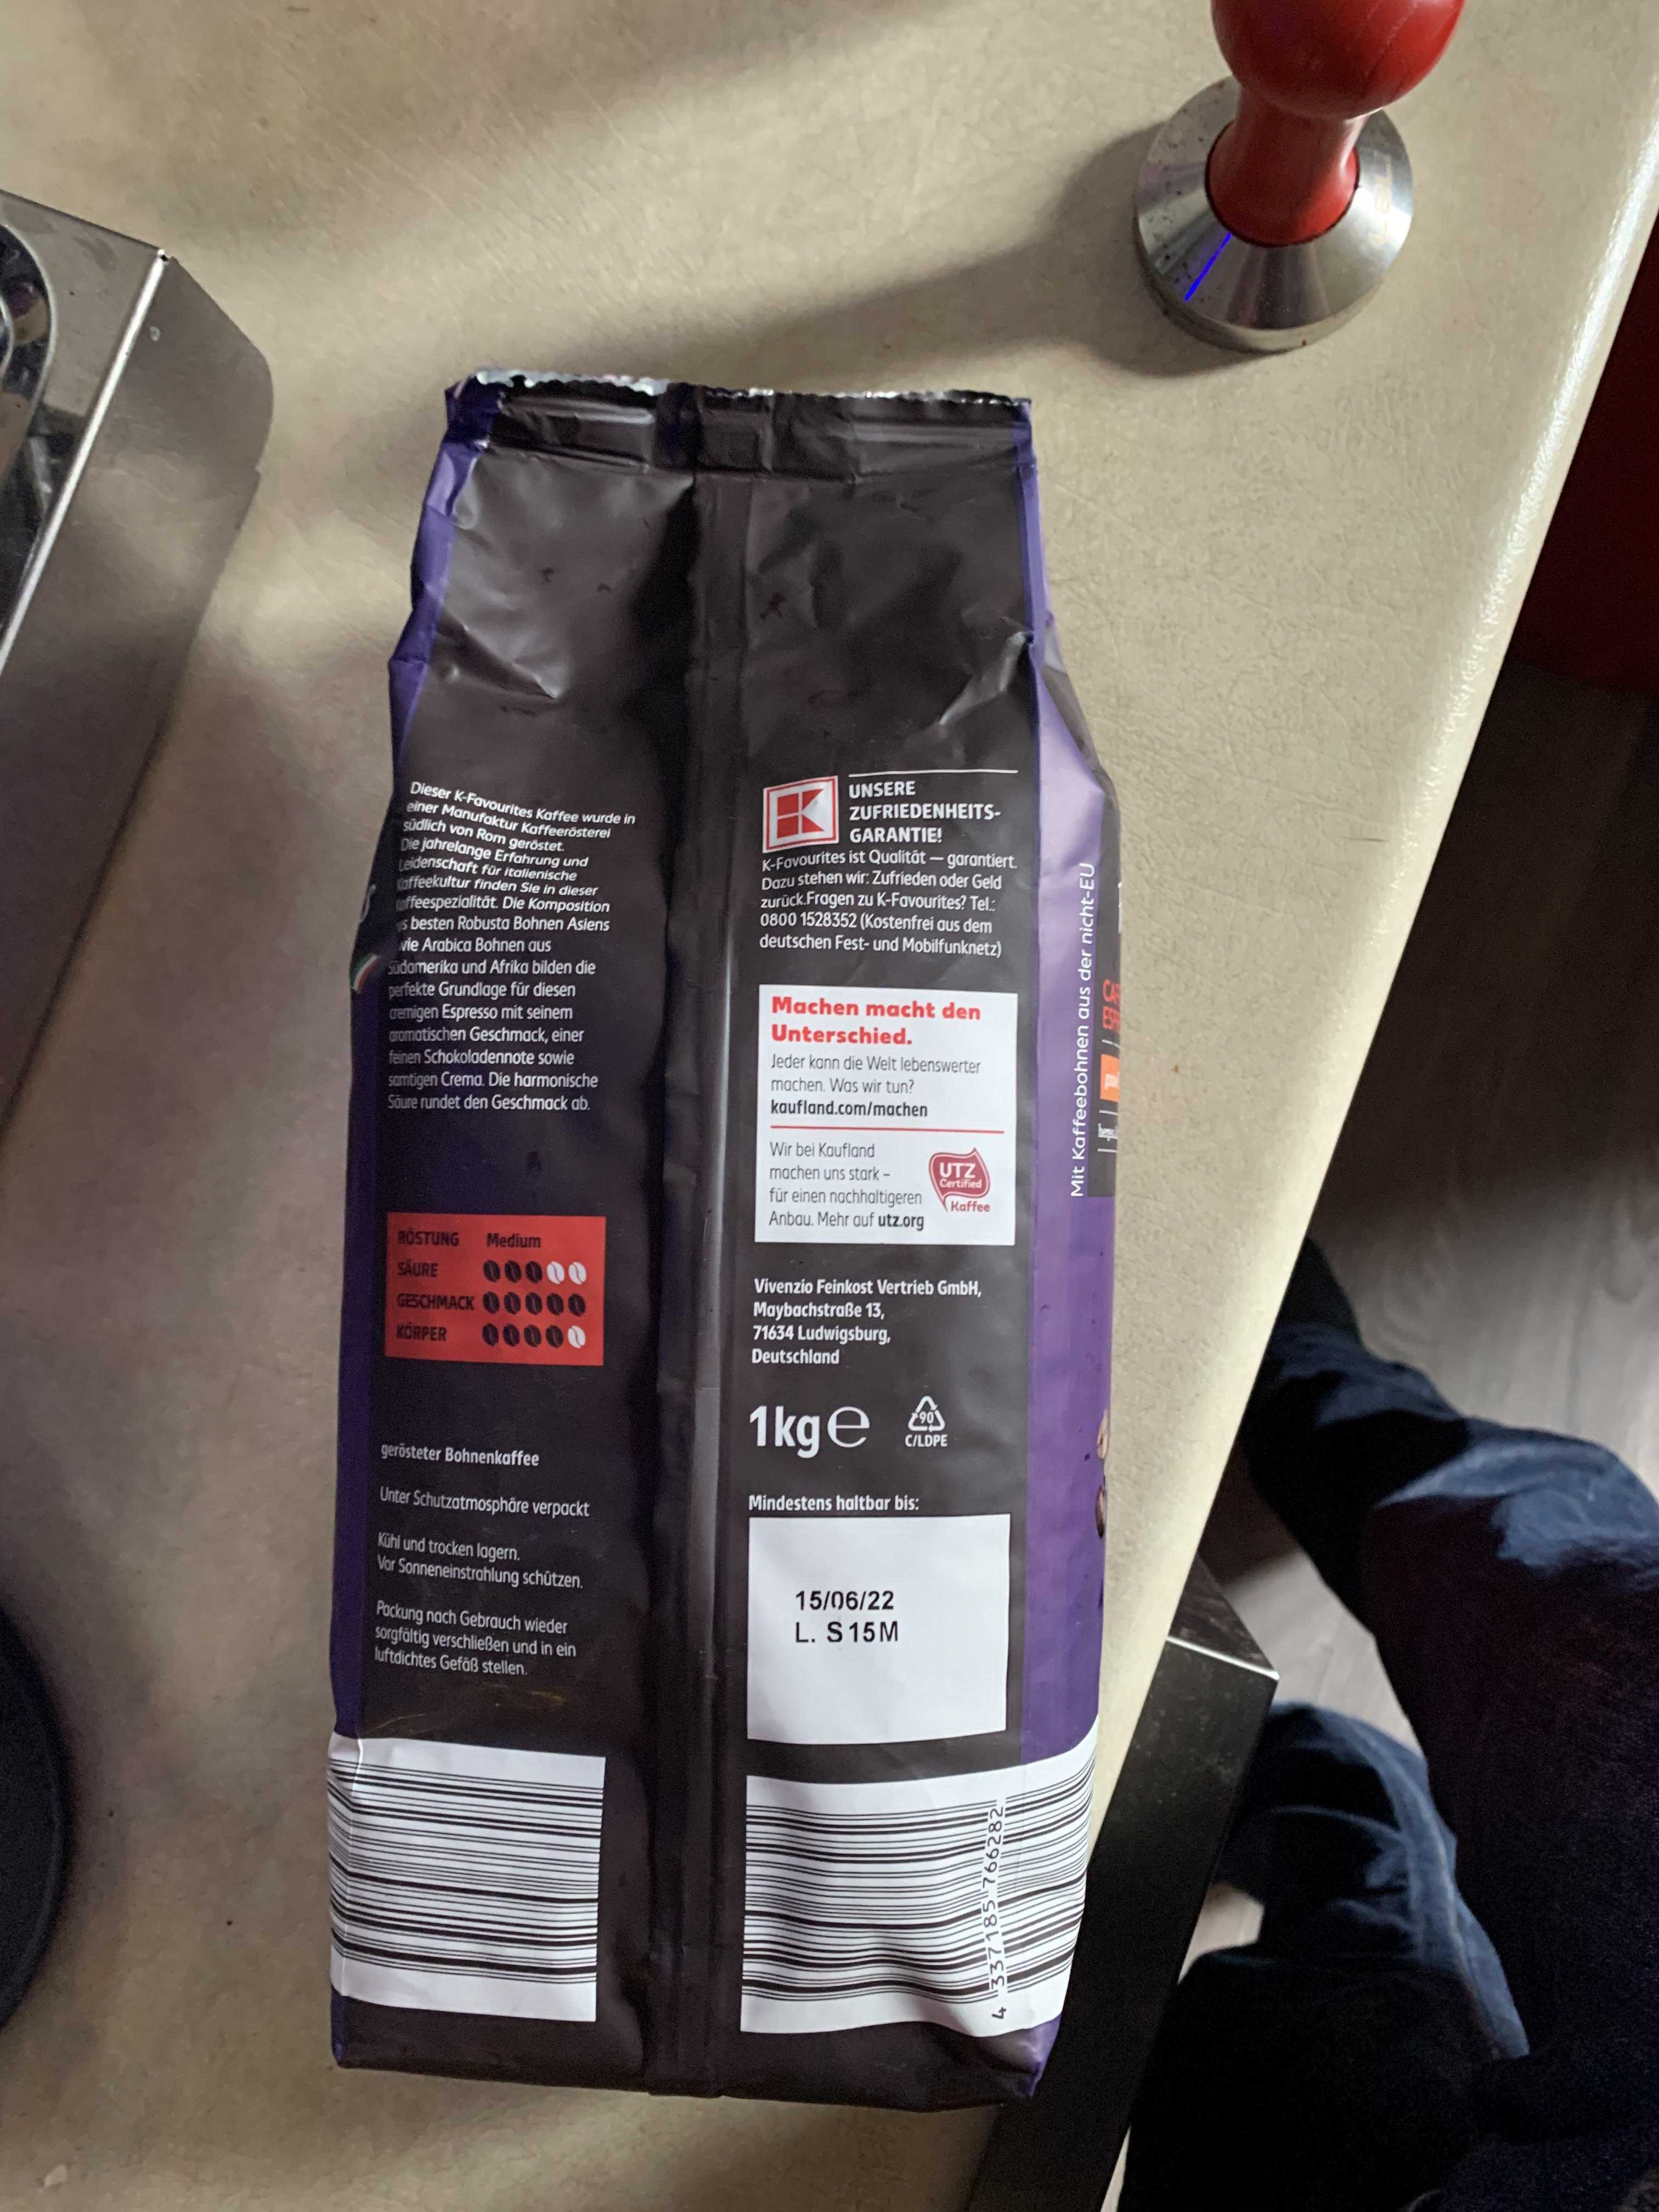 Dieser K-Favourites Kaffee wurde in
einer Manufaktur Kaffeerösterei
südlich von Rom geröstet.
Die jahrelange Erfahrung und
Leidenschaft für italienische
Kaffeekultur finden Sie in dieser
ffeespezialität. Die Komposition
s besten Robusta Bohnen Asiens
wie Arabica Bohnen aus
Südamerika und Afrika bilden die
perfekte Grundlage für diesen
cremigen Espresso mit seinem
aromatischen Geschmack, einer
feinen Schokoladennote sowie
samtigen Crema. Die harmonische
Säure rundet den Geschmack ab.
RÖSTUNG Medium
SÄURE
GESCHMACK
KÖRPER
gerösteter Bohnenkaffee
Unter Schutzatmosphäre verpackt
Kühl und trocken lagern.
Vor Sonneneinstrahlung schützen.
Packung nach Gebrauch wieder
sorgfältig verschließen und in ein
luftdichtes Gefäß stellen.
UNSERE
ZUFRIEDENHEITS-
GARANTIE!
K-Favourites ist Qualität — garantiert.
Dazu stehen wir: Zufrieden oder Geld
zurück.Fragen zu K-Favourites? Tel.:
0800 1528352 (Kostenfrei aus dem
deutschen Fest- und Mobilfunknetz)
Machen macht den
Unterschied.
Jeder kann die Welt lebenswerter
machen. Was wir tun?
kaufland.com/machen
Wir bei Kaufland
machen uns stark –
für einen nachhaltigeren
Anbau. Mehr auf utz.org
UTZ
Certified
Kaffee
Vivenzio Feinkost Vertrieb GmbH,
Maybachstraße 13,
71634 Ludwigsburg,
Deutschland
1kg e
90
C/LDPE
Mindestens haltbar bis:
15/06/22
L. S15M
4 337185 766282
Mit Kaffeebohnen aus der nicht-EU